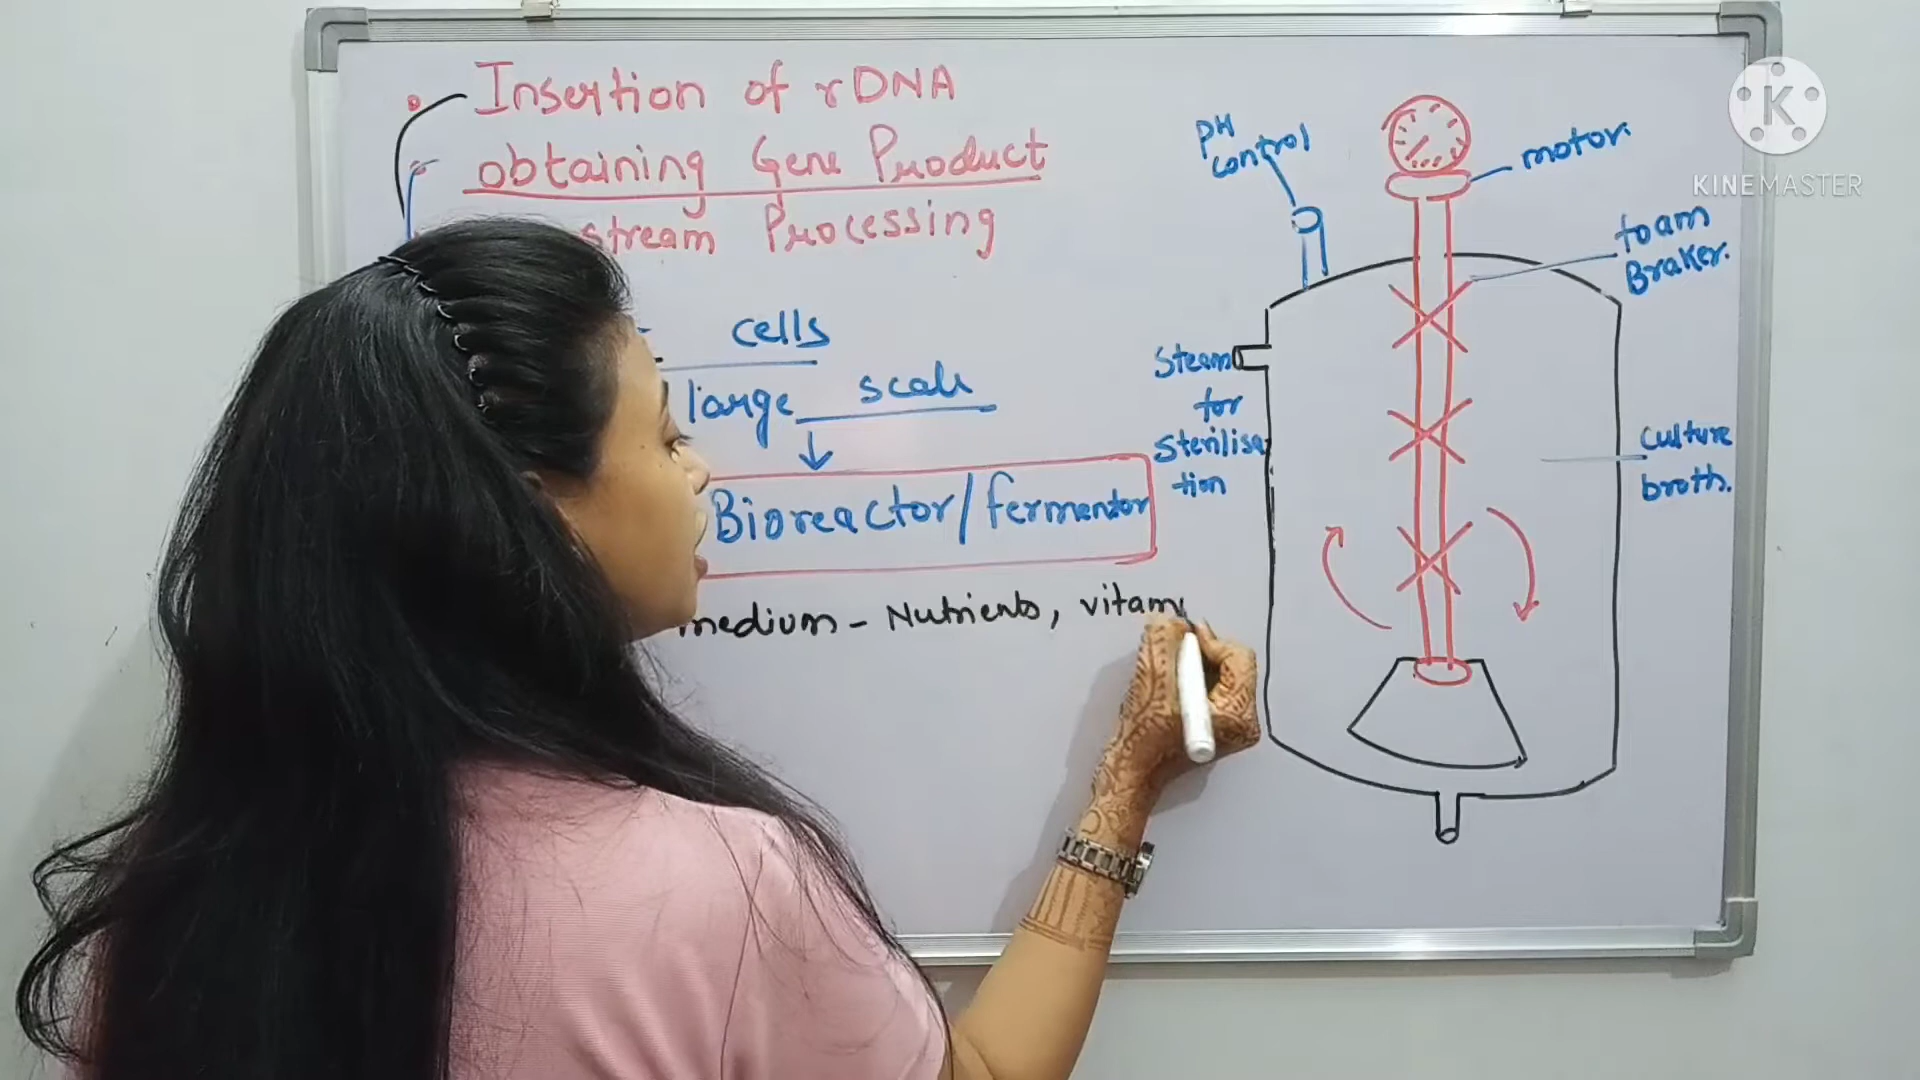 Insertion of rDNA
obtaining Gene Product
stream Processing
cells
large scale
Bioreactor/fermentor
medium - Nutrients, vitam
PH
control
motor.
foam
Braker.
Steam
for
Sterilisa
tion
culture
broth.
K
KINEMASTER